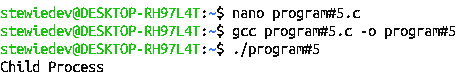 stewiedev@DESKTOP-RH97L4T:~$ nano program#5.c
stewiedev@DESKTOP-RH97L4T:~$ gcc program#5.c -o program#5
stewiedev@DESKTOP-RH97L4T:~$ ./program#5
Child Process